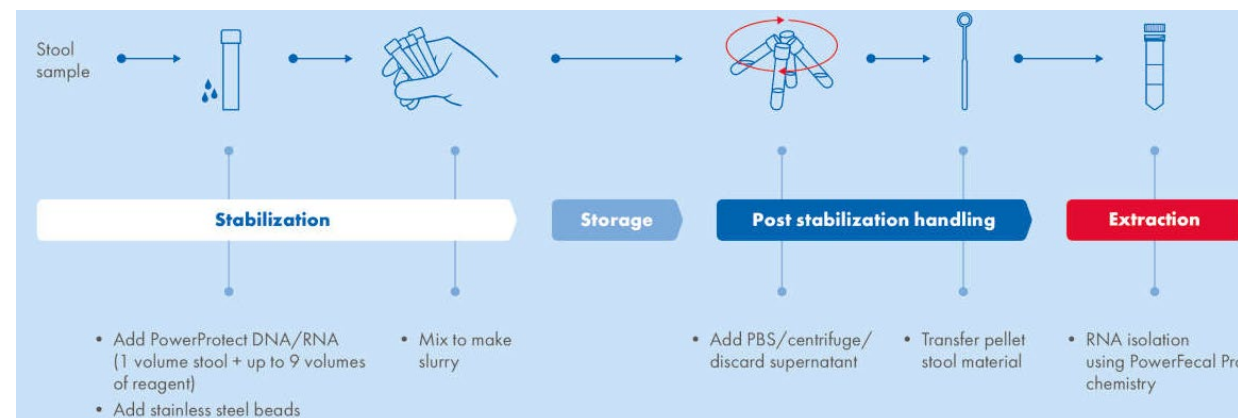 Stool
sample
Stabilization
Storage
Post stabilization handling
Extraction
• Add PowerProtect DNA/RNA
(1 volume stool + up to 9 volumes
of reagent)
• Add stainless steel beads
• Mix to make
slurry
• Add PBS/centrifuge/
discard supernatant
• Transfer pellet
stool material
• RNA isolation
using PowerFecal Pro
chemistry